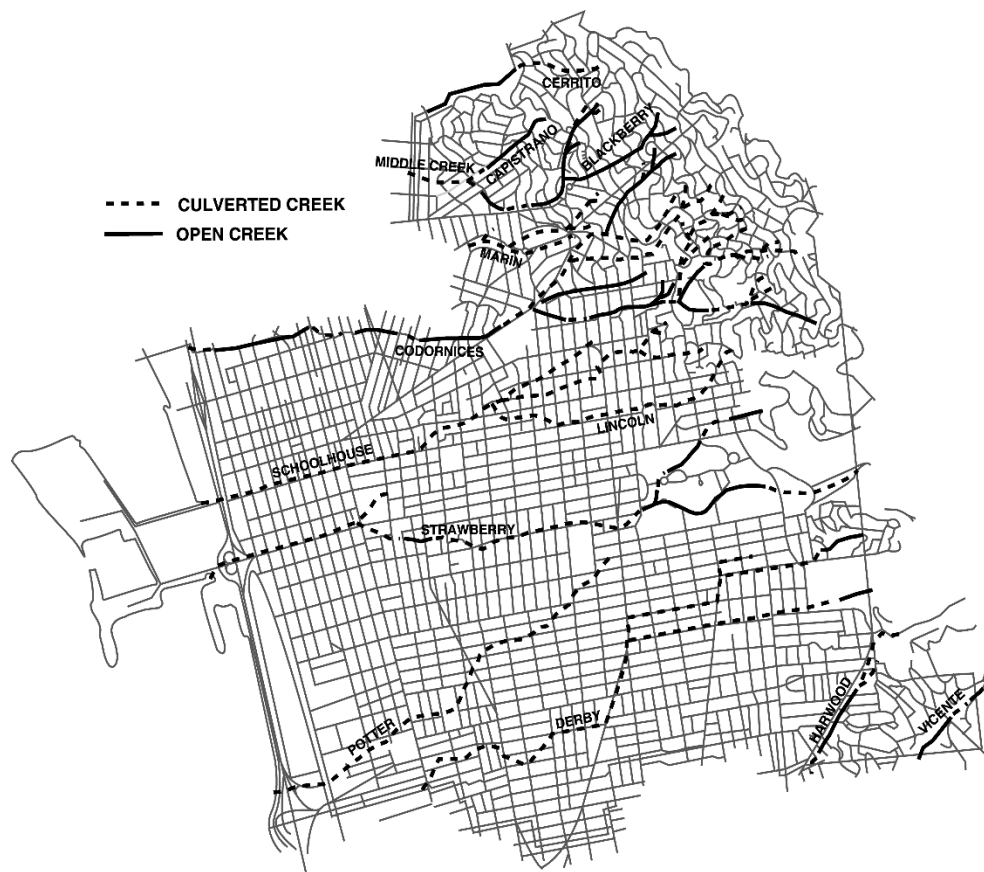 CERRITO
CAPISTRANO
BLACKBERRY
MIDDLE CREEK
CULVERTED CREEK
OPEN CREEK
MARIN
CODORNICES
LINCOLN
SCHOOLHOUSE
STRAWBERRY
HARWOOD
VICENTE
DERBY
POTTER